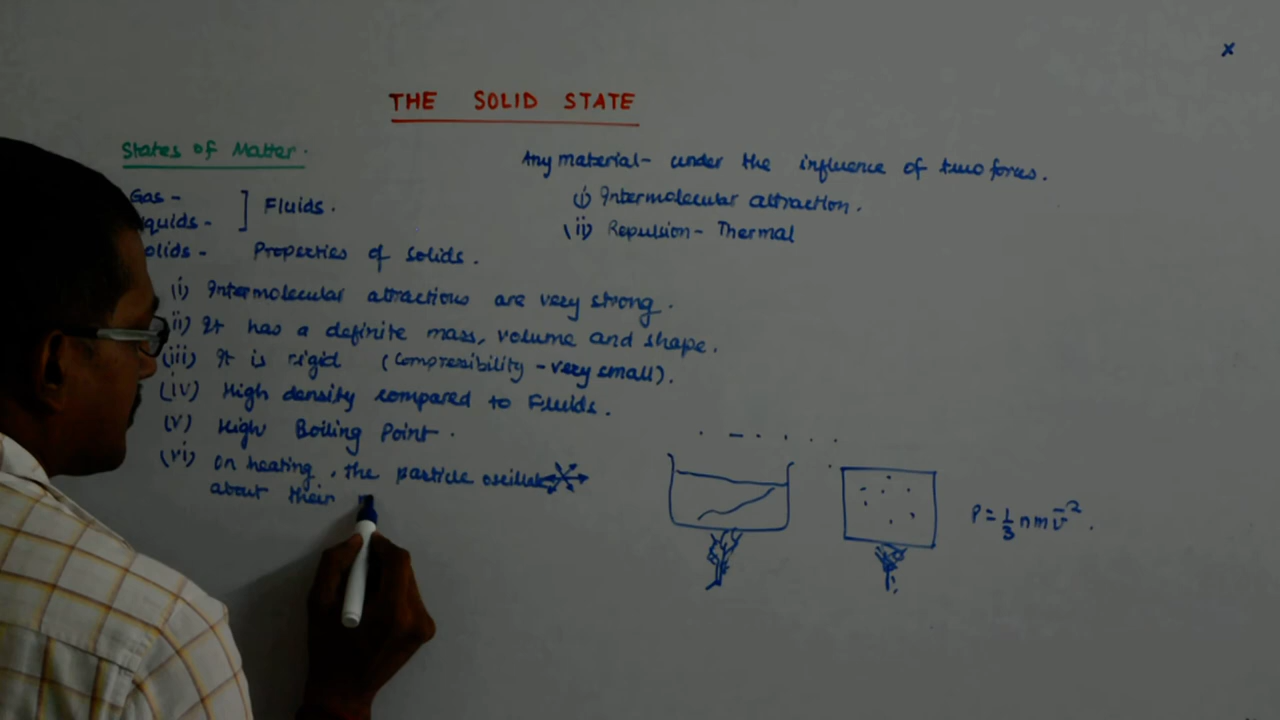 THE SOLID STATE
States of Matter.
Gas -
quids - ] Fluids.
olids - Properties of solids.
(i) Intermolecular attractions are very strong.
ii) It has a definite mass, volume and shape.
(iii) It is rigid (Compressibility - very small).
(iv) High density compared to Fluids.
(v) High Boiling Point.
(vi) On heating, the particle oscillate
about their
Any material - under the influence of two forces.
(i) Intermolecular attraction.
(ii) Repulsion - Thermal
P = 1/3 n m v̄².
x